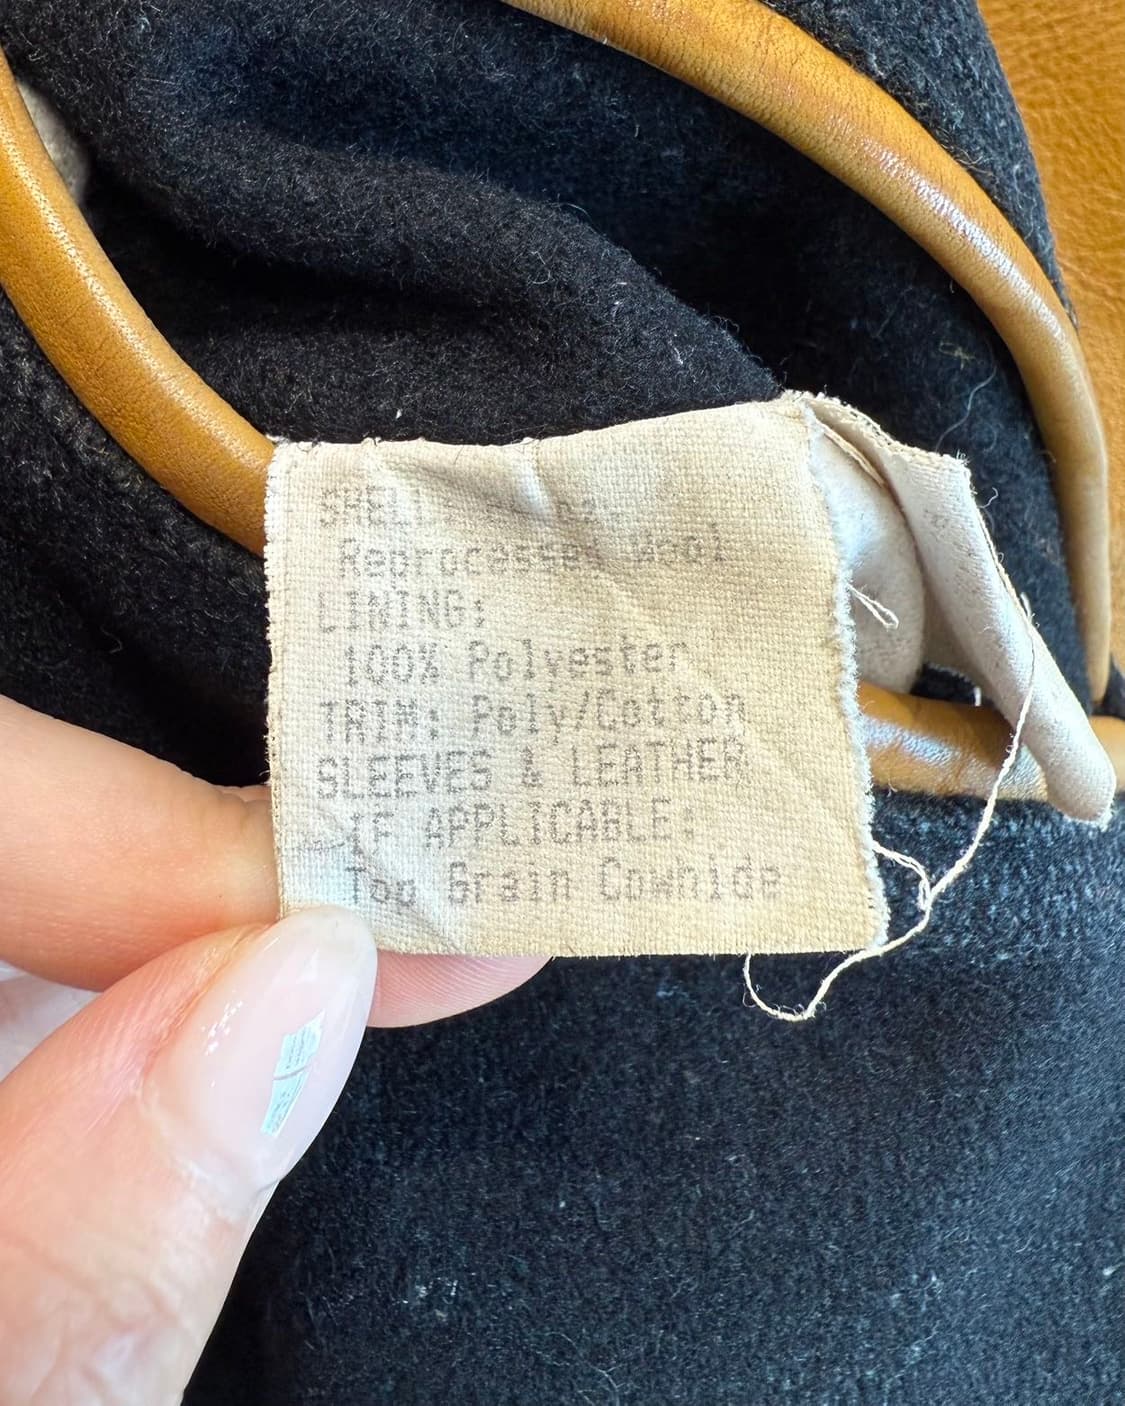 SHELL
Reprocessed Wool
LINING:
100% Polyester
TRIM: Poly/Cotton
SLEEVES & LEATHER
IF APPLICABLE:
Top Grain Cowhide